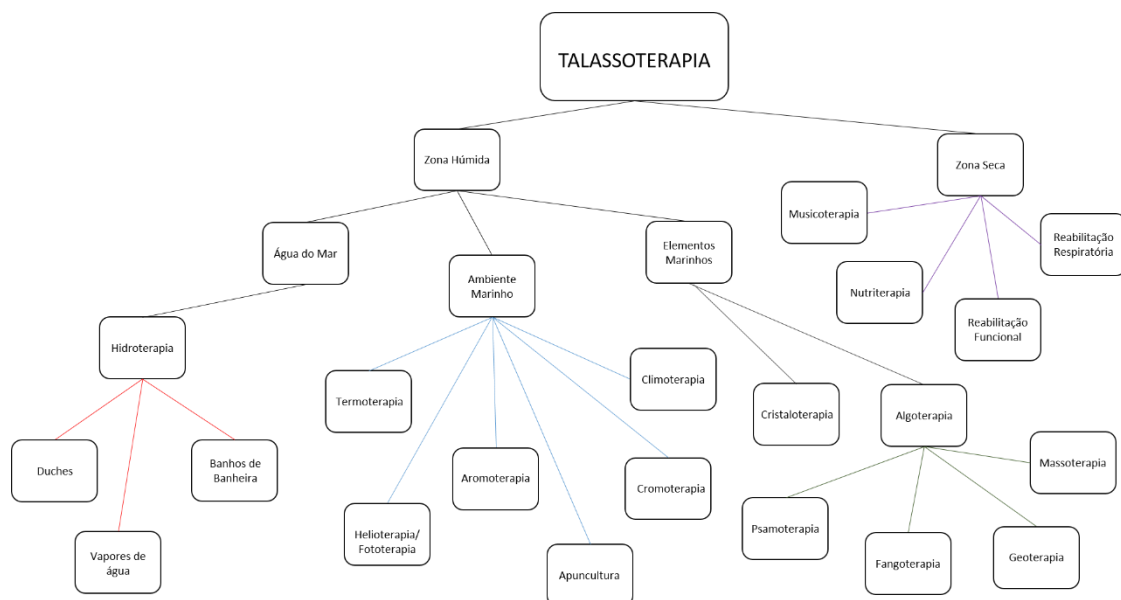 TALASSOTERAPIA
Zona Húmida
Zona Seca
Musicoterapia
Reabilitação
Respiratória
Nutriterapia
Reabilitação
Funcional
Água do Mar
Ambiente
Marinho
Elementos
Marinhos
Hidroterapia
Duches
Vapores de
água
Banhos de
Banheira
Termoterapia
Helioterapia/
Fototerapia
Aromoterapia
Apuncultura
Cromoterapia
Climoterapia
Cristaloterapia
Algoterapia
Psamoterapia
Fangoterapia
Geoterapia
Massoterapia